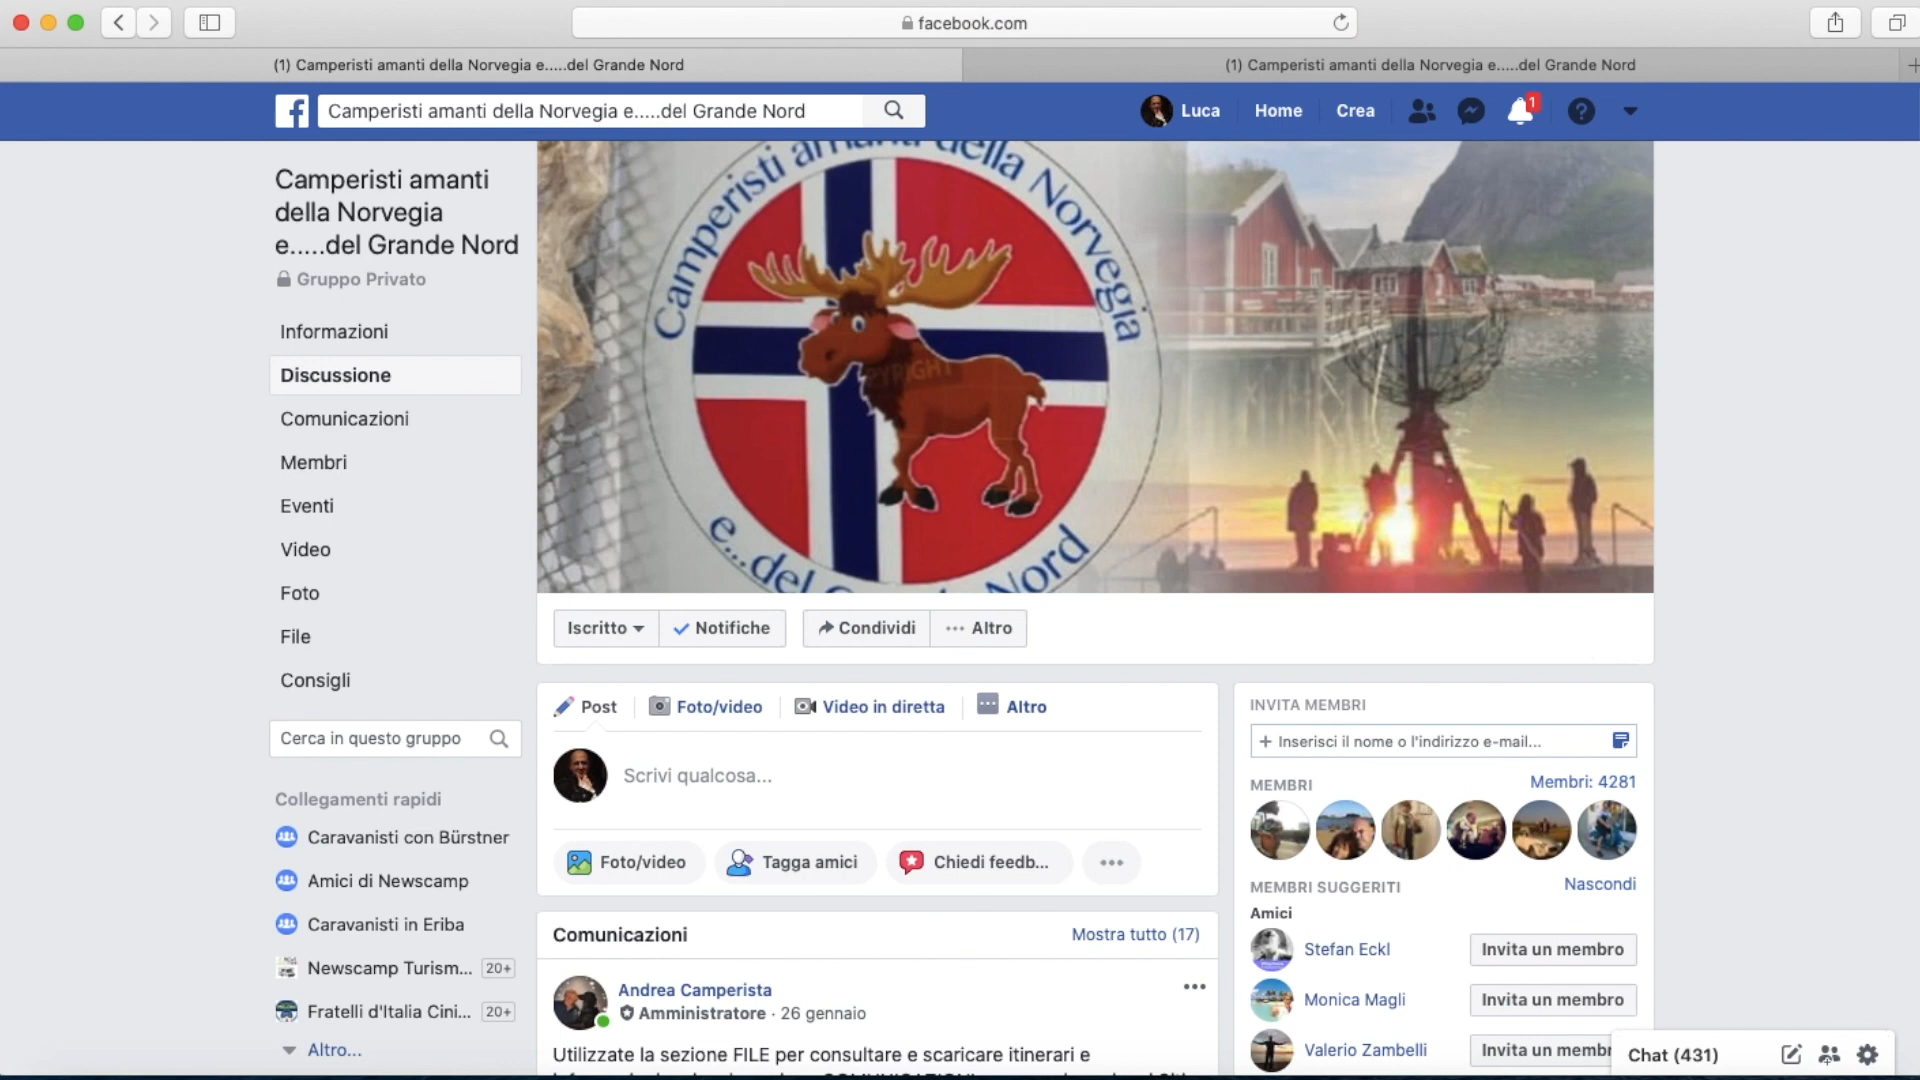 facebook.com
(1) Camperisti amanti della Norvegia e.....del Grande Nord
(1) Camperisti amanti della Norvegia e.....del Grande Nord
Camperisti amanti della Norvegia e.....del Grande Nord
Luca
Home
Crea
1
Camperisti amanti
della Norvegia
e.....del Grande Nord
Gruppo Privato
Informazioni
Discussione
Comunicazioni
Membri
Eventi
Video
Foto
File
Consigli
Cerca in questo gruppo
Collegamenti rapidi
Caravanisti con Bürstner
Amici di Newscamp
Caravanisti in Eriba
Newscamp Turism... 20+
Fratelli d'Italia Cini... 20+
Altro...
Camperisti amanti della Norvegia
e...del Grande Nord
Iscritto
Notifiche
Condividi
Altro
Post
Foto/video
Video in diretta
Altro
Scrivi qualcosa...
Foto/video
Tagga amici
Chiedi feedb...
Comunicazioni
Mostra tutto (17)
Andrea Camperista
Amministratore · 26 gennaio
Utilizzate la sezione FILE per consultare e scaricare itinerari e
INVITA MEMBRI
+ Inserisci il nome o l'indirizzo e-mail...
MEMBRI
Membri: 4281
MEMBRI SUGGERITI
Nascondi
Amici
Stefan Eckl
Invita un membro
Monica Magli
Invita un membro
Valerio Zambelli
Invita un membr
Chat (431)